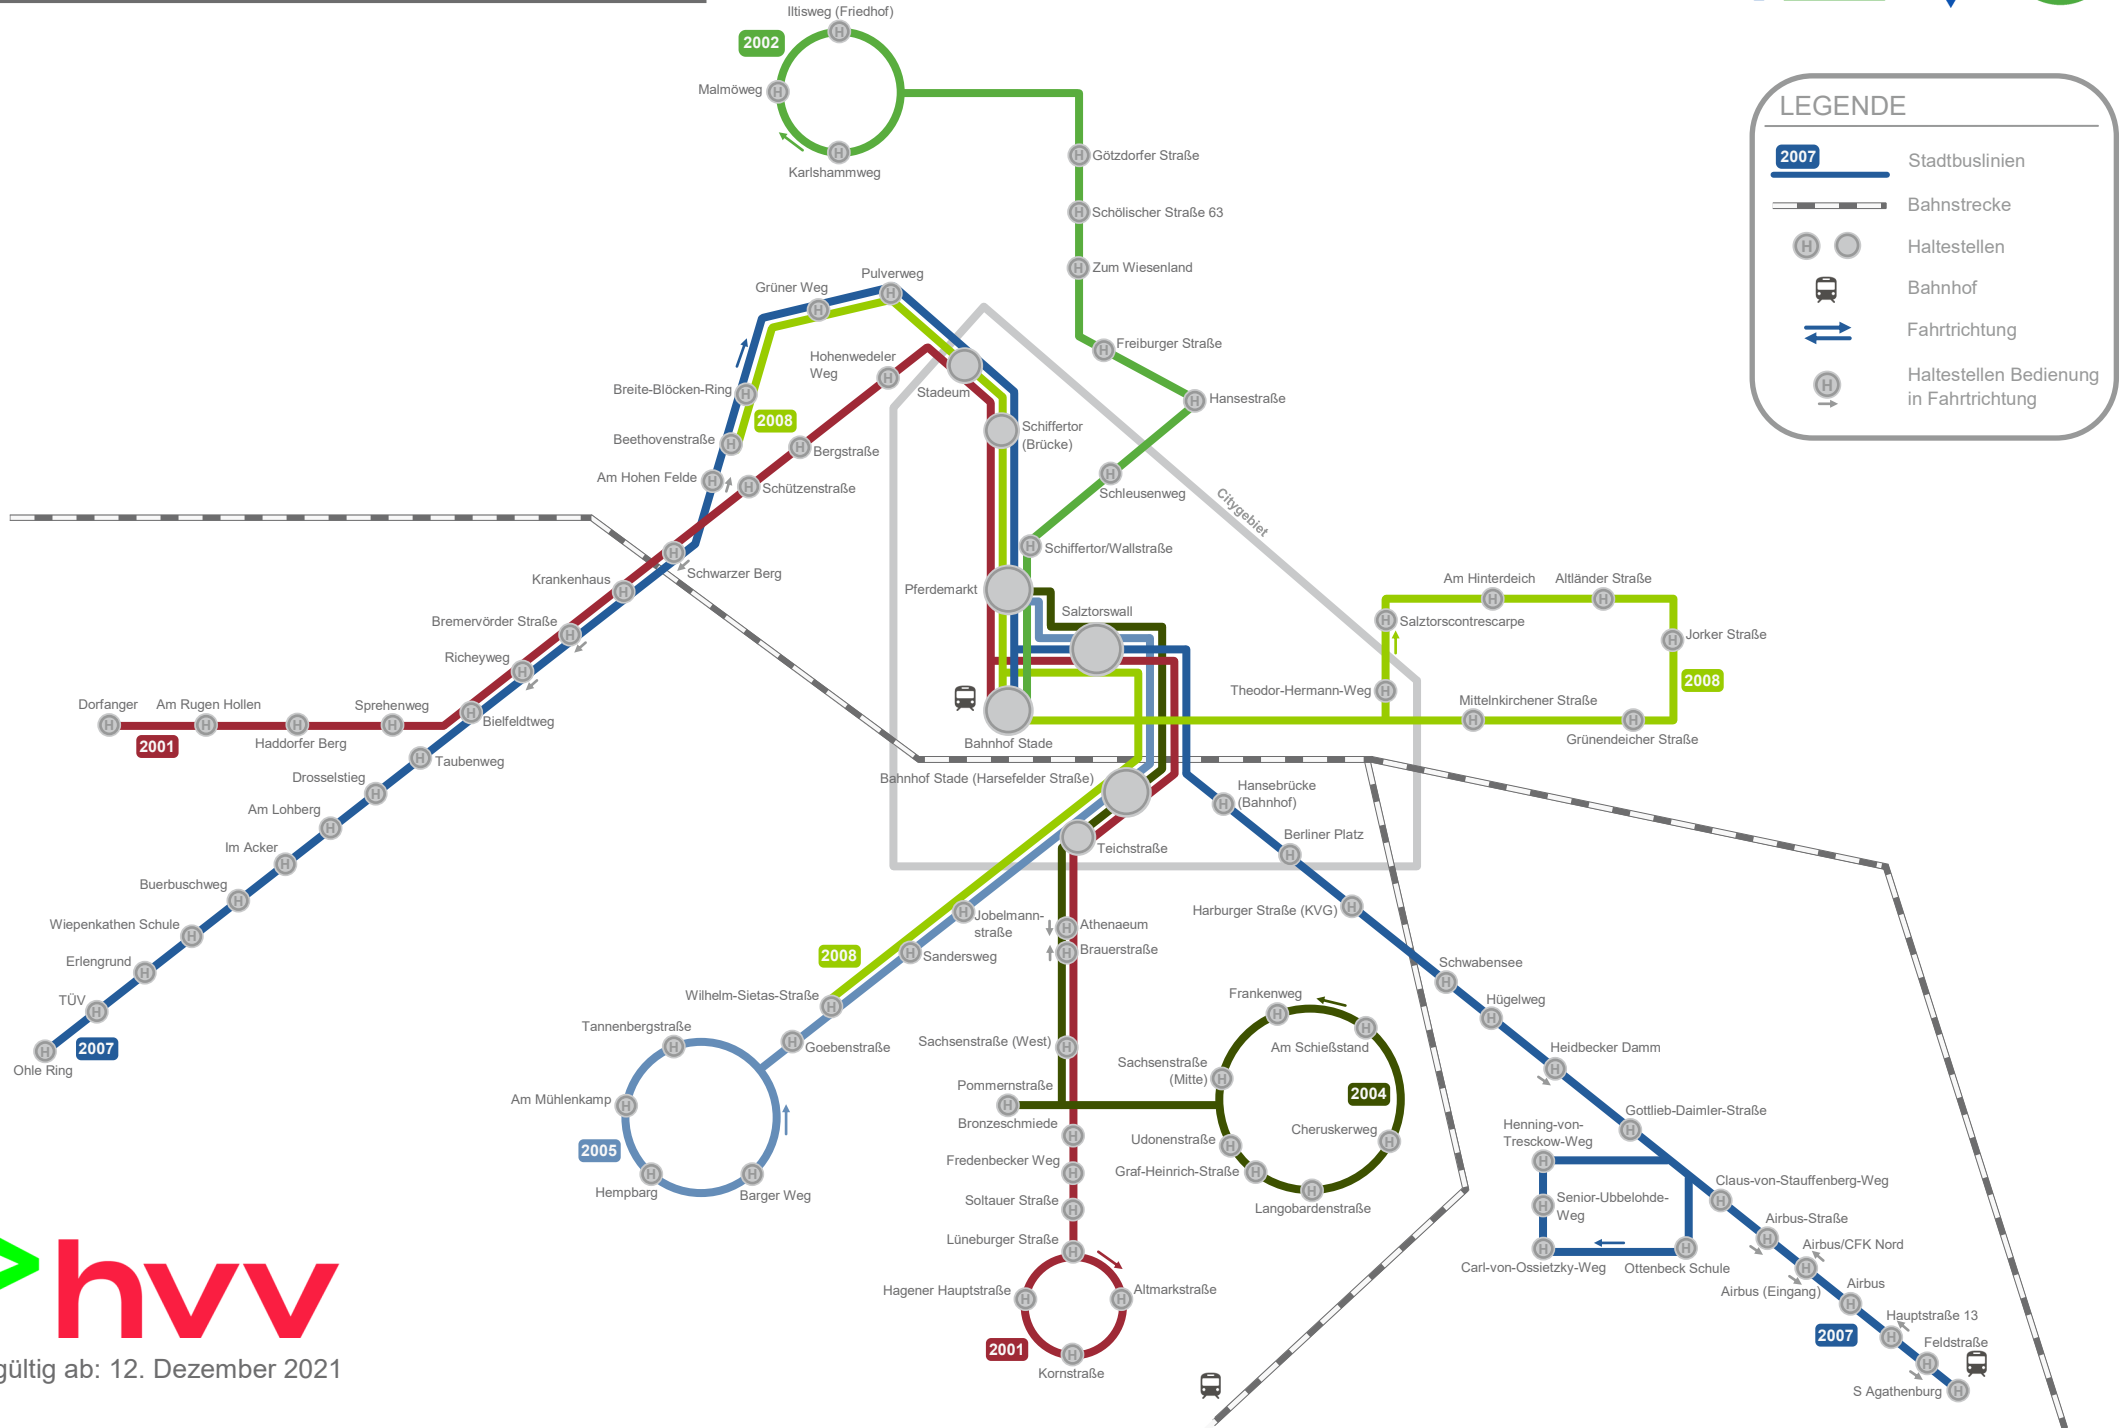 Iltisweg (Friedhof)
2002
Malmöweg
Karlshammweg
Götzdorfer Straße
Schölischer Straße 63
Zum Wiesenland
Freiburger Straße
Hansestraße
Schleusenweg
Schiffertor/Wallstraße
LEGENDE
2007
Stadtbuslinien
Bahnstrecke
H
Haltestellen
Bahnhof
Fahrtrichtung
H
Haltestellen Bedienung
in Fahrtrichtung
Pulverweg
Grüner Weg
Hohenwedeler
Weg
Stadeum
Breite-Blöcken-Ring
2008
Beethovenstraße
Bergstraße
Am Hohen Felde
Schützenstraße
Schiffertor
(Brücke)
Citygebiet
Schwarzer Berg
Krankenhaus
Bremervörder Straße
Richeyweg
Dorfanger
Am Rugen Hollen
Sprehenweg
2001
Haddorfer Berg
Bielfeldtweg
Taubenweg
Drosselstieg
Am Lohberg
Im Acker
Buerbuschweg
Wiepenkathen Schule
Erlengrund
TÜV
2007
Ohle Ring
Pferdemarkt
Salztorswall
Bahnhof Stade
Bahnhof Stade (Harsefelder Straße)
Teichstraße
Am Hinterdeich
Altländer Straße
Salztorscontrescarpe
Jorker Straße
2008
Theodor-Hermann-Weg
Mittelnkirchener Straße
Grünendeicher Straße
Hansebrücke
(Bahnhof)
Berliner Platz
Harburger Straße (KVG)
Schwabensee
Hügelweg
Heidbecker Damm
Gottlieb-Daimler-Straße
Henning-von-
Tresckow-Weg
Senior-Ubbelohde-
Weg
Carl-von-Ossietzky-Weg
Ottenbeck Schule
Claus-von-Stauffenberg-Weg
Airbus-Straße
Airbus/CFK Nord
Airbus (Eingang)
Airbus
Hauptstraße 13
2007
Feldstraße
S Agathenburg
Jobelmann-
straße
Sandersweg
2008
Wilhelm-Sietas-Straße
Goebenstraße
Tannenbergstraße
Am Mühlenkamp
2005
Hempbarg
Barger Weg
Athenaeum
Brauerstraße
Sachsenstraße (West)
Pommernstraße
Bronzeschmiede
Fredenbecker Weg
Soltauer Straße
Lüneburger Straße
Hagener Hauptstraße
Altmarkstraße
2001
Kornstraße
Frankenweg
Am Schießstand
Sachsenstraße
(Mitte)
2004
Cheruskerweg
Udonenstraße
Graf-Heinrich-Straße
Langobardenstraße
hvv
gültig ab: 12. Dezember 2021